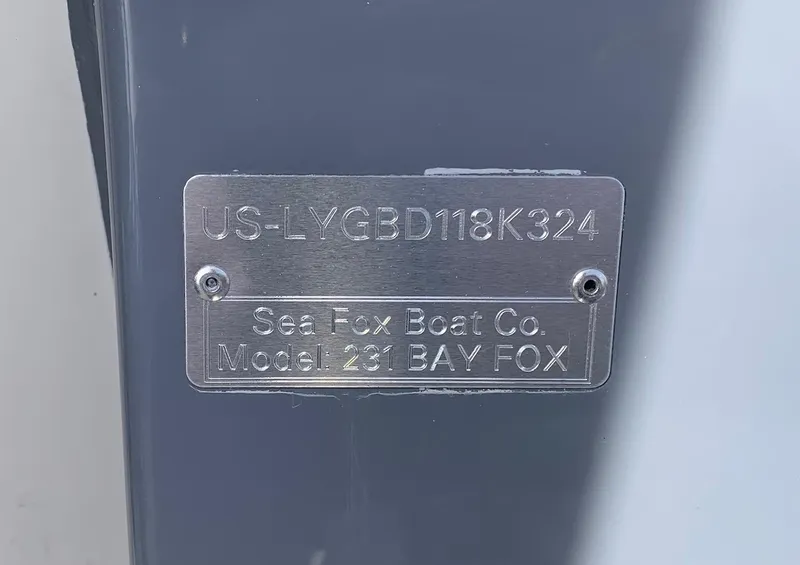 US-LYGBD118K324
Sea Fox Boat Co.
Model: 231 BAY FOX